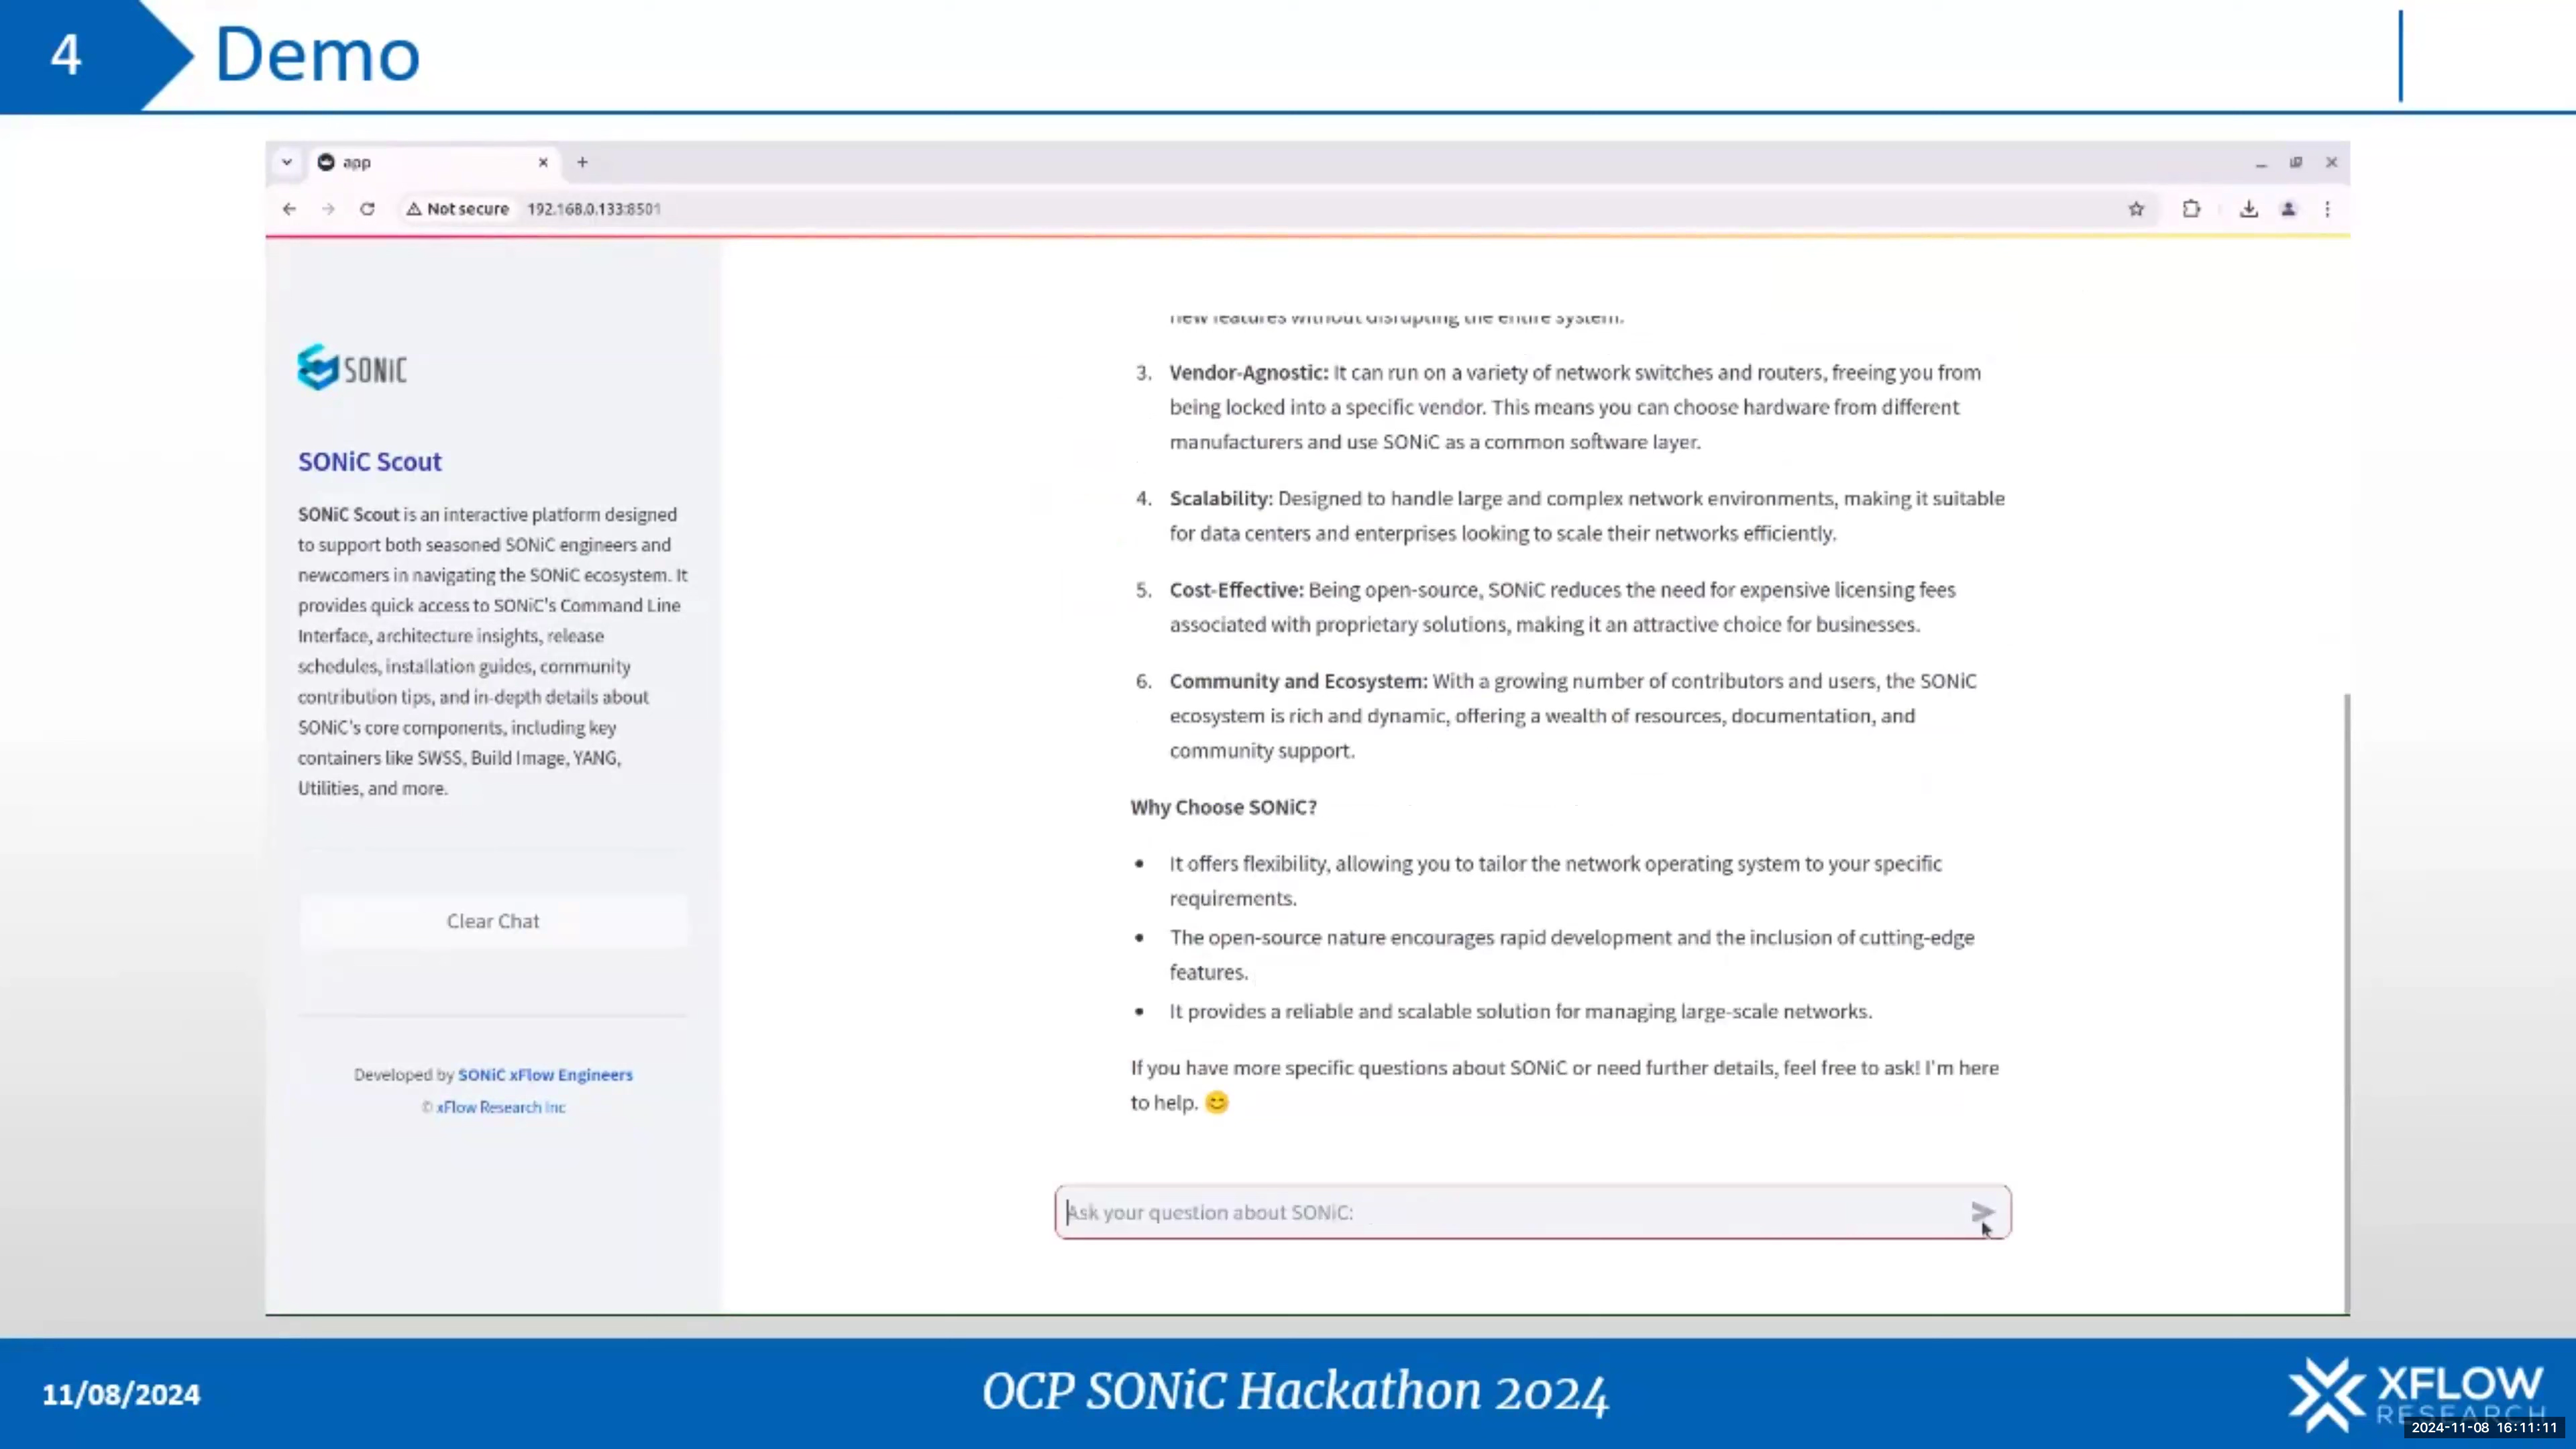 4
Demo
app
Not secure
192.168.0.133:8501
SONiC
SONiC Scout
SONiC Scout is an interactive platform designed
to support both seasoned SONiC engineers and
newcomers in navigating the SONiC ecosystem. It
provides quick access to SONiC's Command Line
Interface, architecture insights, release
schedules, installation guides, community
contribution tips, and in-depth details about
SONiC's core components, including key
containers like SWSS, Build Image, YANG,
Utilities, and more.
Clear Chat
Developed by SONiC xFlow Engineers
© xFlow Research Inc
new features without disrupting the entire system.
3. Vendor-Agnostic: It can run on a variety of network switches and routers, freeing you from
being locked into a specific vendor. This means you can choose hardware from different
manufacturers and use SONiC as a common software layer.
4. Scalability: Designed to handle large and complex network environments, making it suitable
for data centers and enterprises looking to scale their networks efficiently.
5. Cost-Effective: Being open-source, SONiC reduces the need for expensive licensing fees
associated with proprietary solutions, making it an attractive choice for businesses.
6. Community and Ecosystem: With a growing number of contributors and users, the SONiC
ecosystem is rich and dynamic, offering a wealth of resources, documentation, and
community support.
Why Choose SONiC?
• It offers flexibility, allowing you to tailor the network operating system to your specific
requirements.
• The open-source nature encourages rapid development and the inclusion of cutting-edge
features.
• It provides a reliable and scalable solution for managing large-scale networks.
If you have more specific questions about SONiC or need further details, feel free to ask! I'm here
to help. 😊
Ask your question about SONiC:
11/08/2024
OCP SONiC Hackathon 2024
XFLOW
RESEARCH
2024-11-08 16:11:11